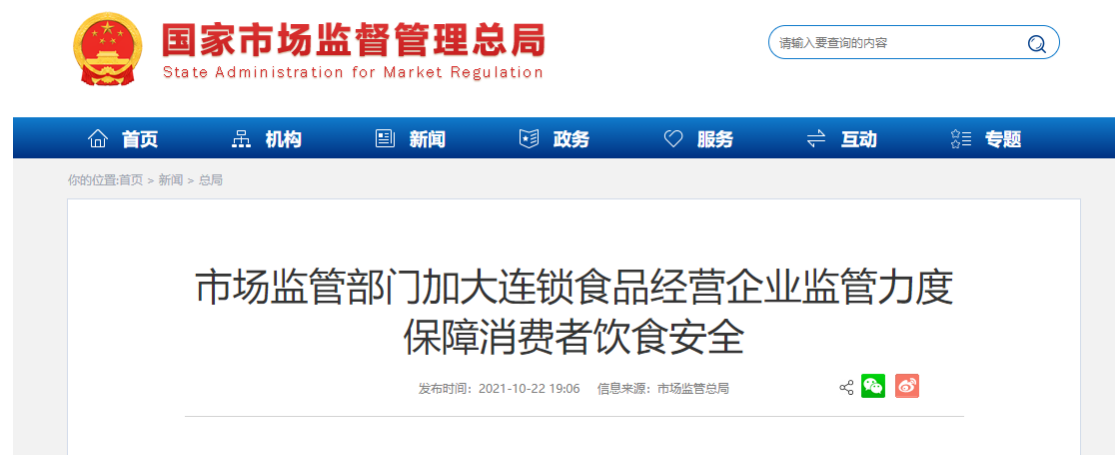 国家市场监督管理总局
State Administration for Market Regulation
请输入要查询的内容
首页 机构 新闻 政务 服务 互动 专题
你的位置:首页 > 新闻 > 总局
市场监管部门加大连锁食品经营企业监管力度
保障消费者饮食安全
发布时间：2021-10-22 19:06 信息来源：市场监管总局